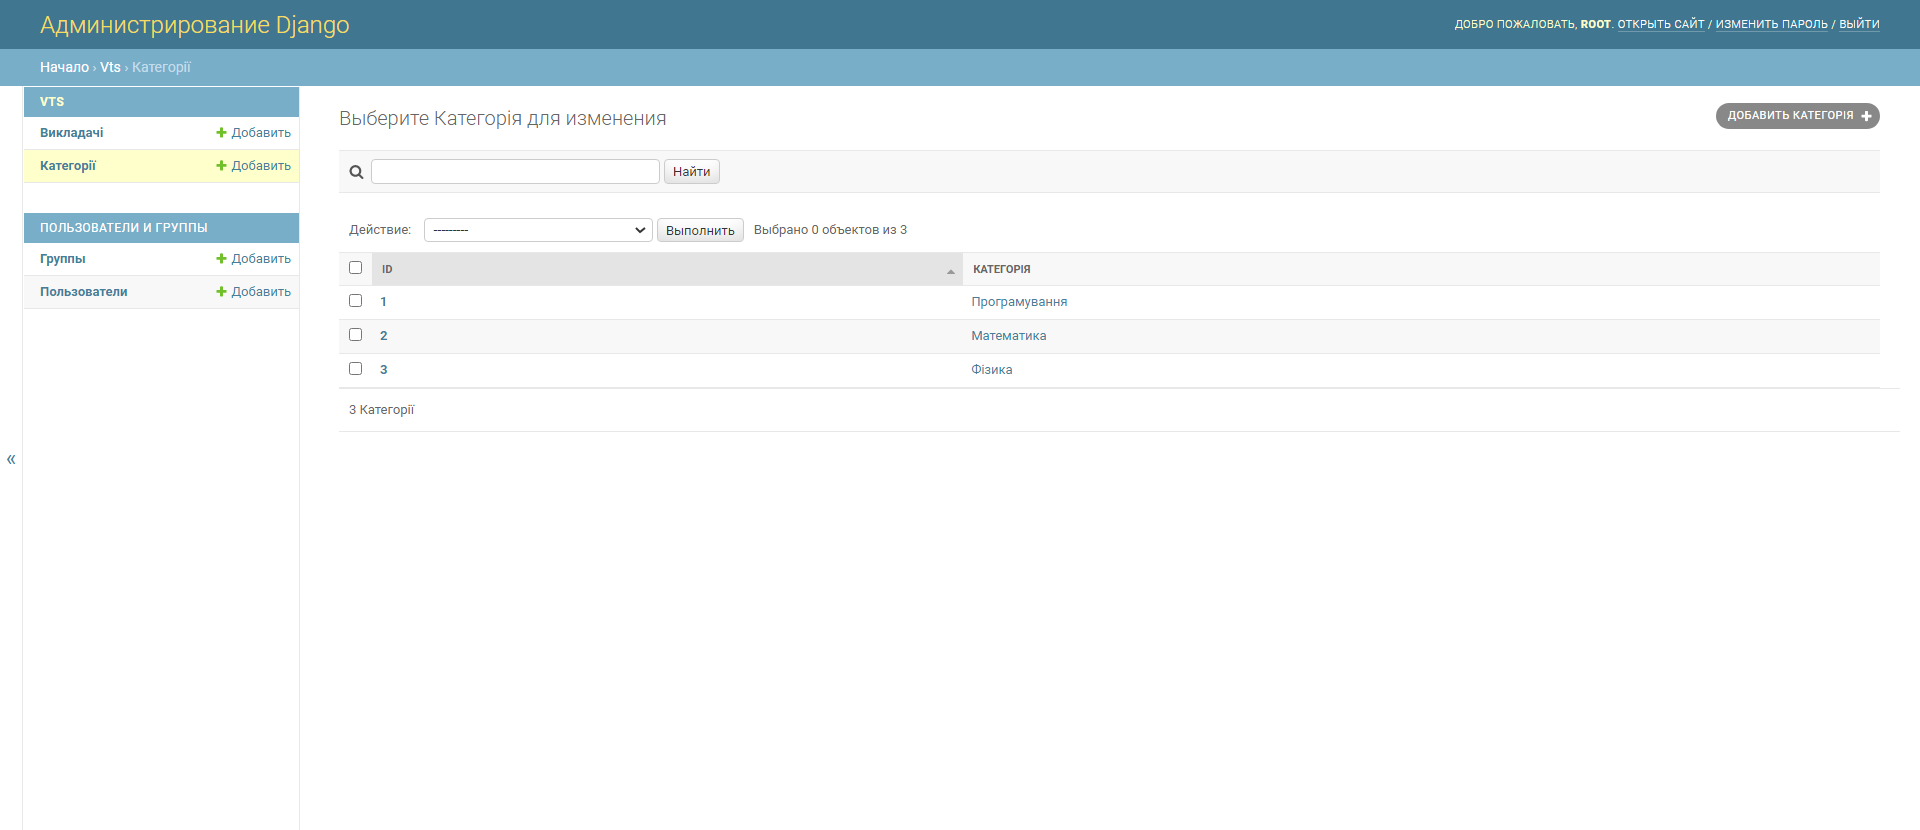 Администрирование Django
ДОБРО ПОЖАЛОВАТЬ, ROOT. ОТКРЫТЬ САЙТ / ИЗМЕНИТЬ ПАРОЛЬ / ВЫЙТИ
Начало › Vts › Категорії
VTS
Викладачі
Добавить
Категорії
Добавить
ПОЛЬЗОВАТЕЛИ И ГРУППЫ
Группы
Добавить
Пользователи
Добавить
«
Выберите Категорія для изменения
ДОБАВИТЬ КАТЕГОРІЯ
Найти
Действие: --------- Выполнить Выбрано 0 объектов из 3
ID КАТЕГОРІЯ
1 Програмування
2 Математика
3 Фізика
3 Категорії